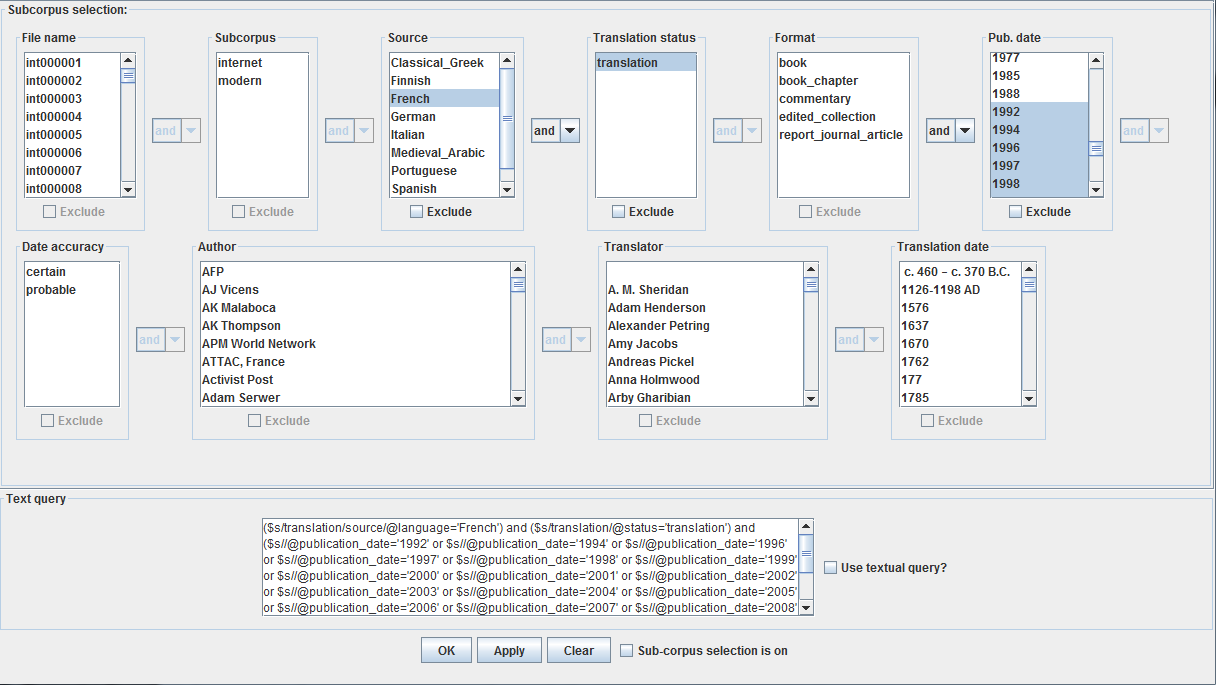 Subcorpus selection:
File name
int000001
int000002
int000003
int000004
int000005
int000006
int000007
int000008
Exclude
and
Subcorpus
internet
modern
Exclude
and
Source
Classical_Greek
Finnish
French
German
Italian
Medieval_Arabic
Portuguese
Spanish
Exclude
and
Translation status
translation
Exclude
and
Format
book
book_chapter
commentary
edited_collection
report_journal_article
Exclude
and
Pub. date
1977
1985
1988
1992
1994
1996
1997
1998
Exclude
and
Date accuracy
certain
probable
Exclude
and
Author
AFP
AJ Vicens
AK Malaboca
AK Thompson
APM World Network
ATTAC, France
Activist Post
Adam Serwer
Exclude
and
Translator
A. M. Sheridan
Adam Henderson
Alexander Petring
Amy Jacobs
Andreas Pickel
Anna Holmwood
Arby Gharibian
Exclude
and
Translation date
c. 460 – c. 370 B.C.
1126-1198 AD
1576
1637
1670
1762
177
1785
Exclude
Text query
($s/translation/source/@language='French') and ($s/translation/@status='translation') and
($s//@publication_date='1992' or $s//@publication_date='1994' or $s//@publication_date='1996'
or $s//@publication_date='1997' or $s//@publication_date='1998' or $s//@publication_date='1999'
or $s//@publication_date='2000' or $s//@publication_date='2001' or $s//@publication_date='2002'
or $s//@publication_date='2003' or $s//@publication_date='2004' or $s//@publication_date='2005'
or $s//@publication_date='2006' or $s//@publication_date='2007' or $s//@publication_date='2008'
Use textual query?
OK
Apply
Clear
Sub-corpus selection is on